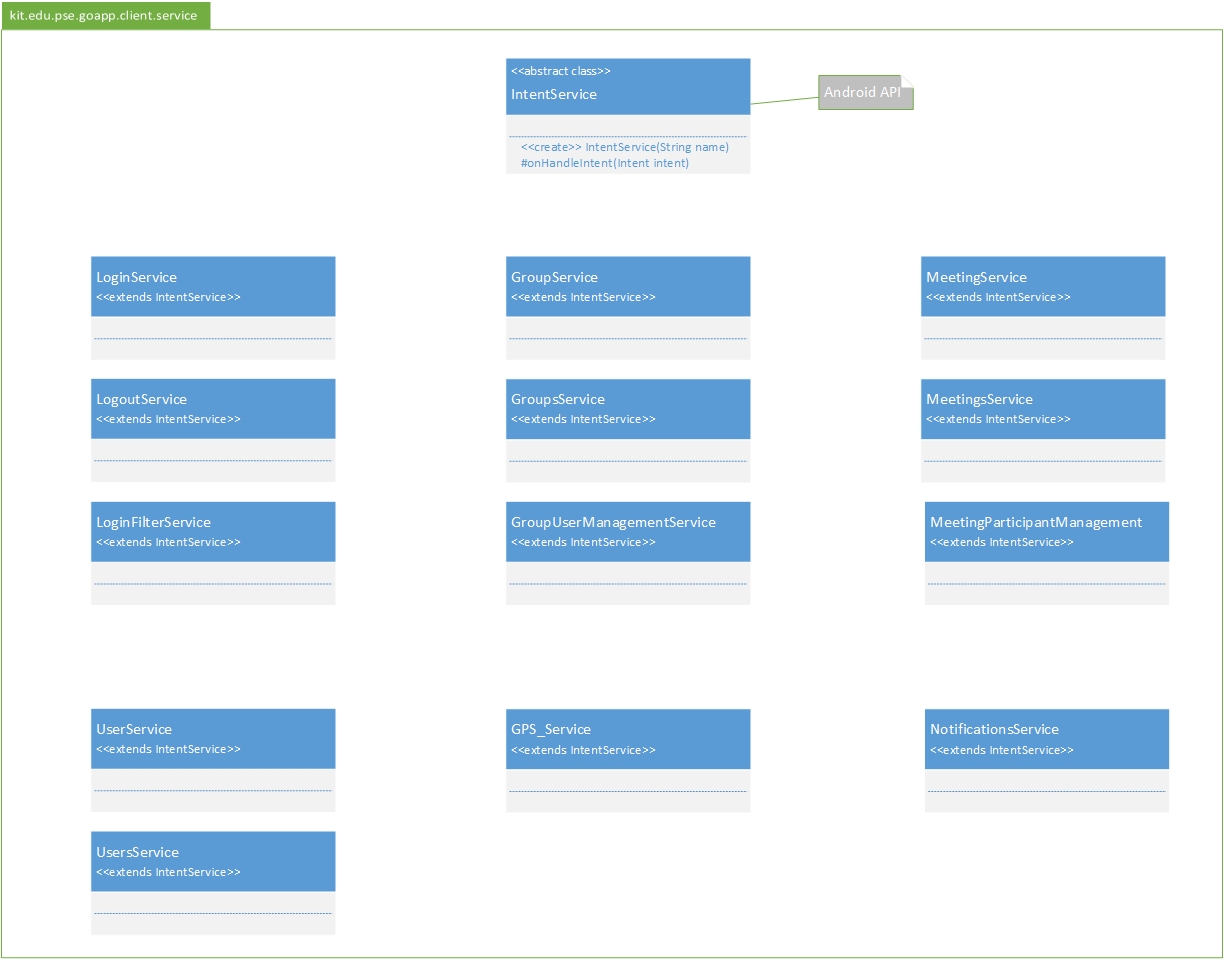 kit.edu.pse.goapp.client.service
<<abstract class>>
IntentService
Android API
<<create>> IntentService(String name)
#onHandleIntent(Intent intent)
LoginService
<<extends IntentService>>
GroupService
<<extends IntentService>>
MeetingService
<<extends IntentService>>
LogoutService
<<extends IntentService>>
GroupsService
<<extends IntentService>>
MeetingsService
<<extends IntentService>>
LoginFilterService
<<extends IntentService>>
GroupUserManagementService
<<extends IntentService>>
MeetingParticipantManagement
<<extends IntentService>>
UserService
<<extends IntentService>>
GPS_Service
<<extends IntentService>>
NotificationsService
<<extends IntentService>>
UsersService
<<extends IntentService>>